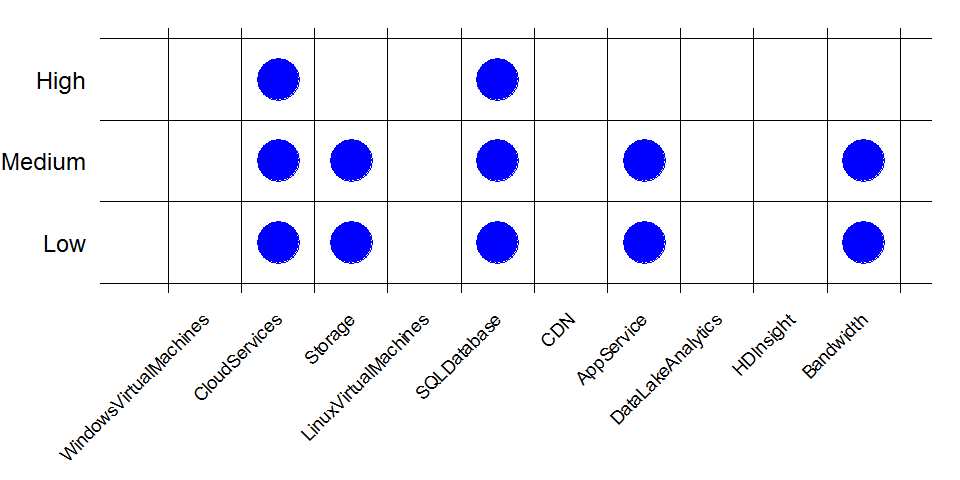 High
Medium
Low
WindowsVirtualMachines
CloudServices
Storage
LinuxVirtualMachines
SQLDatabase
CDN
AppService
DataLakeAnalytics
HDInsight
Bandwidth